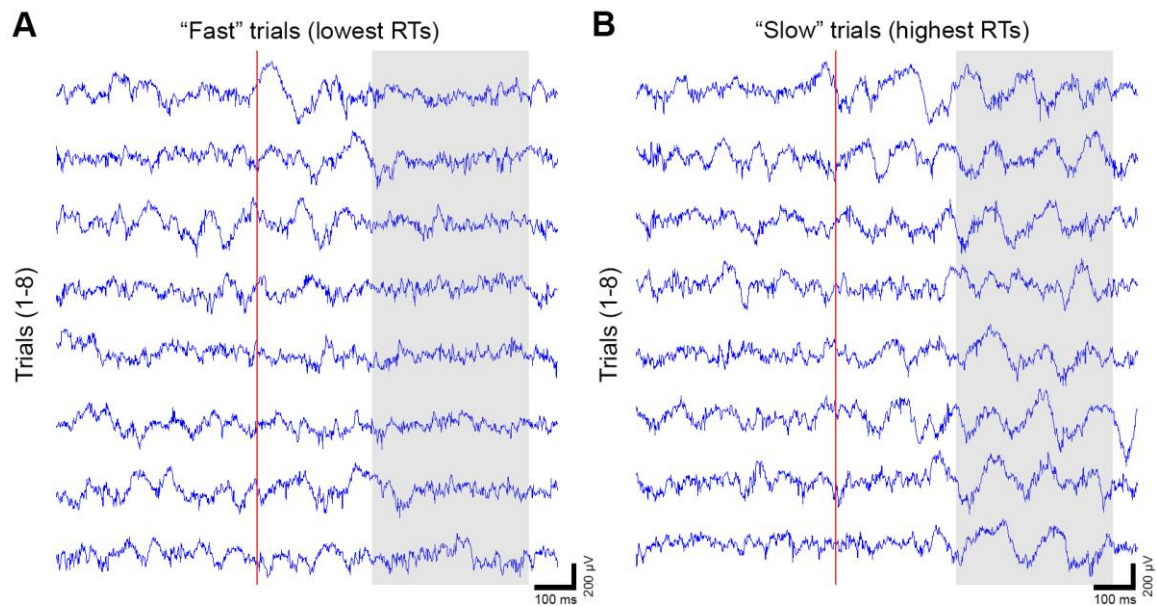 A
“Fast” trials (lowest RTs)
Trials (1-8)
200 µV
100 ms
B
“Slow” trials (highest RTs)
Trials (1-8)
200 µV
100 ms